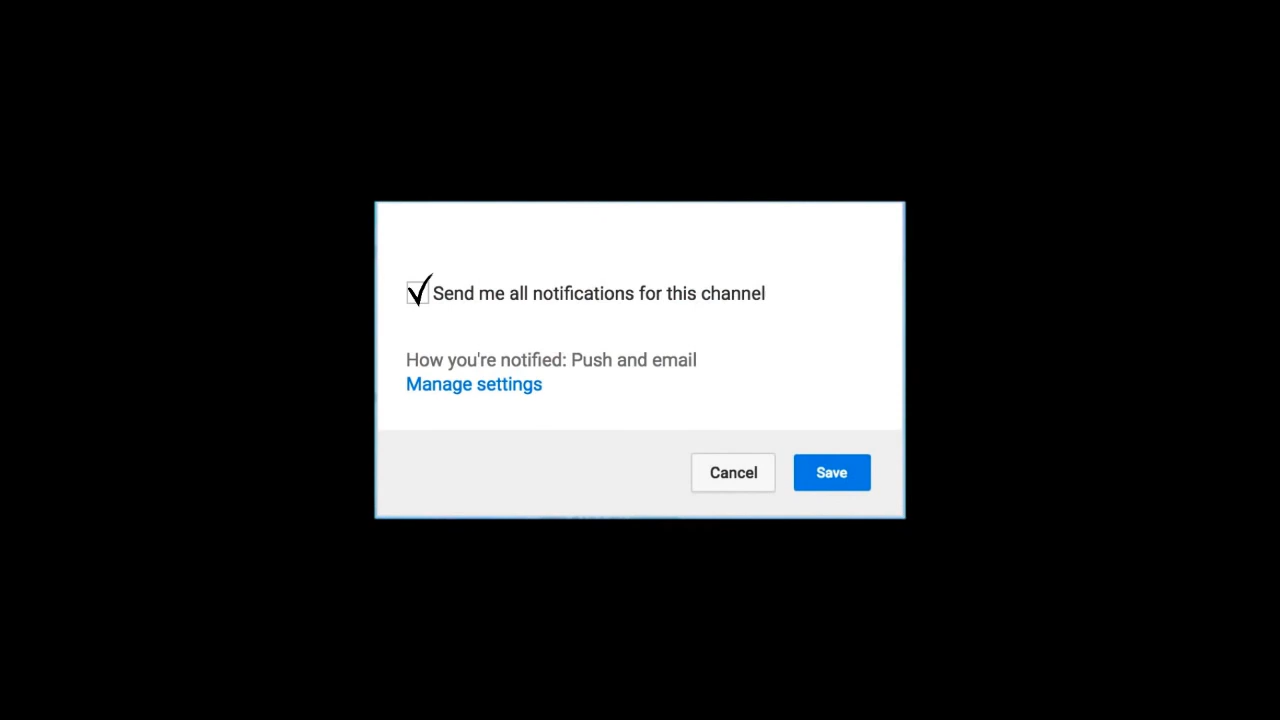 Send me all notifications for this channel
How you're notified: Push and email
Manage settings
Cancel
Save